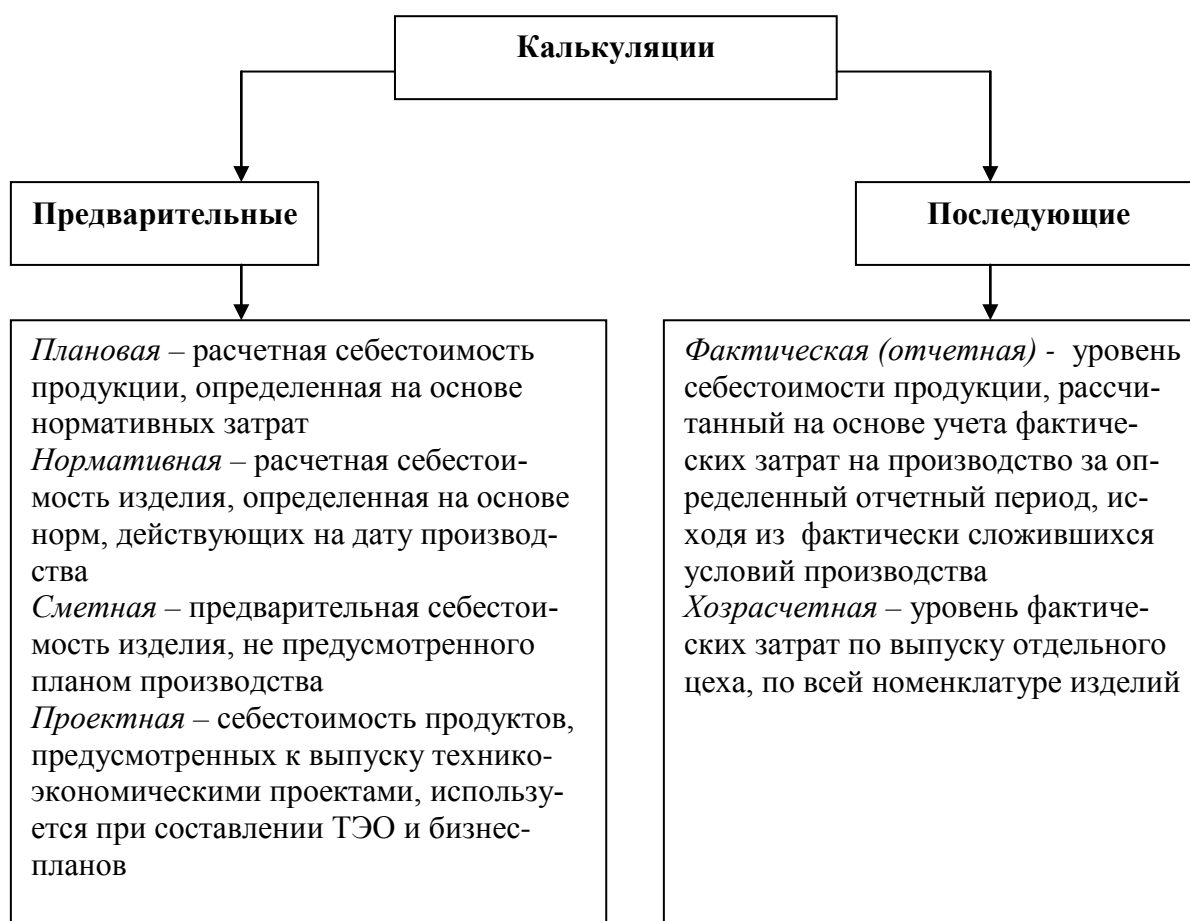 Калькуляции
Предварительные
Последующие
Плановая – расчетная себестоимость
продукции, определенная на основе
нормативных затрат
Нормативная – расчетная себестои-
мость изделия, определенная на основе
норм, действующих на дату производ-
ства
Сметная – предварительная себестои-
мость изделия, не предусмотренного
планом производства
Проектная – себестоимость продуктов,
предусмотренных к выпуску технико-
экономическими проектами, использу-
ется при составлении ТЭО и бизнес-
планов
Фактическая (отчетная) - уровень
себестоимости продукции, рассчи-
танный на основе учета фактиче-
ских затрат на производство за оп-
ределенный отчетный период, ис-
ходя из фактически сложившихся
условий производства
Хозрасчетная – уровень фактиче-
ских затрат по выпуску отдельного
цеха, по всей номенклатуре изделий